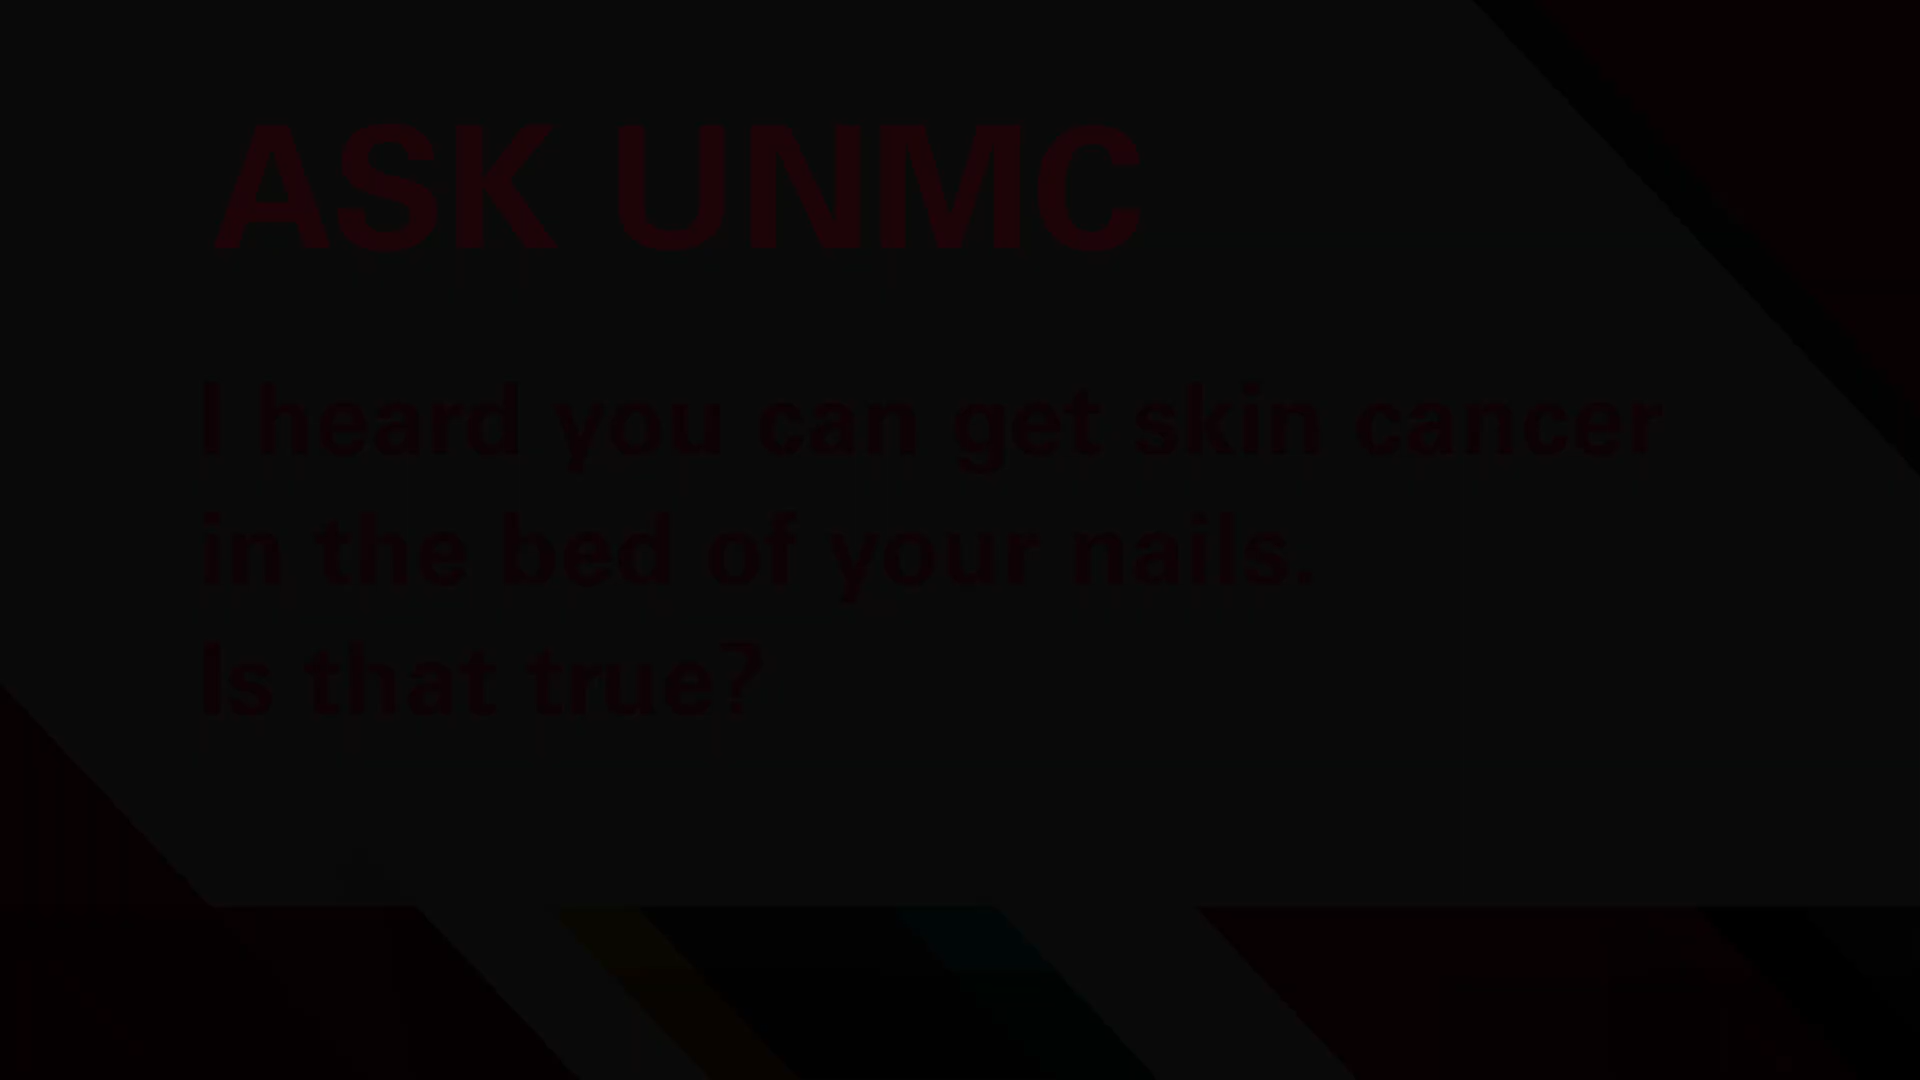 ASK UNMC
I heard you can get skin cancer
in the bed of your nails.
Is that true?